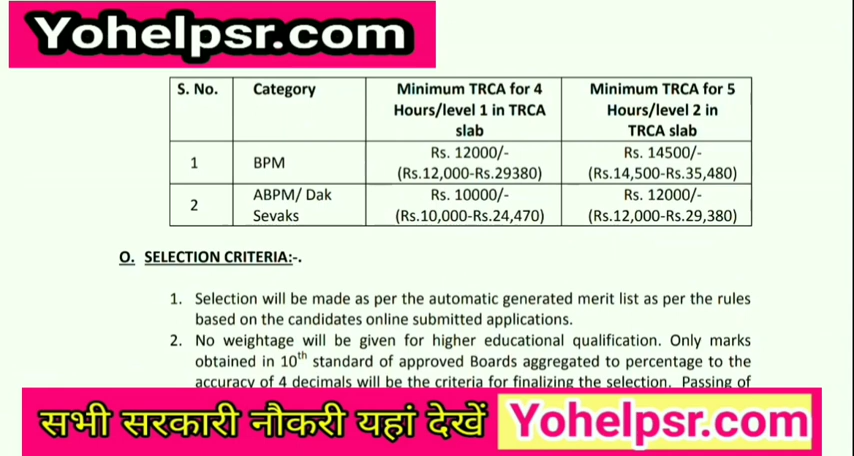 Yohelpsr.com
S. No. Category Minimum TRCA for 4 Hours/level 1 in TRCA slab Minimum TRCA for 5 Hours/level 2 in TRCA slab
1 BPM Rs. 12000/- (Rs.12,000-Rs.29380) Rs. 14500/- (Rs.14,500-Rs.35,480)
2 ABPM/ Dak Sevaks Rs. 10000/- (Rs.10,000-Rs.24,470) Rs. 12000/- (Rs.12,000-Rs.29,380)
O. SELECTION CRITERIA:-.
1. Selection will be made as per the automatic generated merit list as per the rules
based on the candidates online submitted applications.
2. No weightage will be given for higher educational qualification. Only marks
obtained in 10th standard of approved Boards aggregated to percentage to the
accuracy of 4 decimals will be the criteria for finalizing the selection. Passing of
सभी सरकारी नौकरी यहां देखें Yohelpsr.com